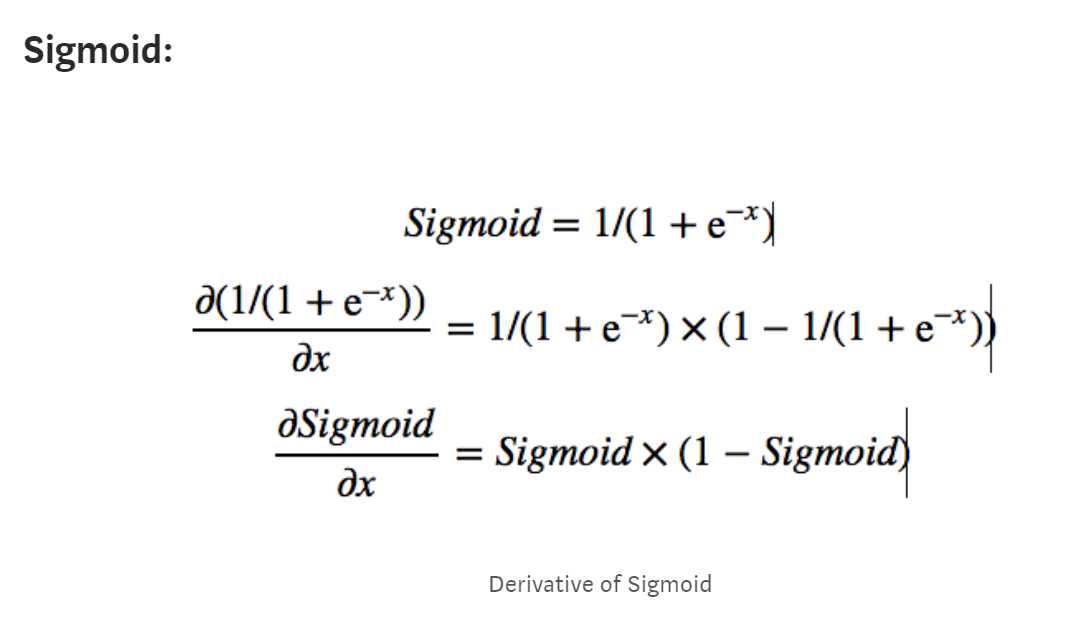 Sigmoid:
Sigmoid = 1/(1 + e⁻ˣ)
∂(1/(1 + e⁻ˣ))
∂x
= 1/(1 + e⁻ˣ) × (1 − 1/(1 + e⁻ˣ))
∂Sigmoid
∂x
= Sigmoid × (1 − Sigmoid)
Derivative of Sigmoid